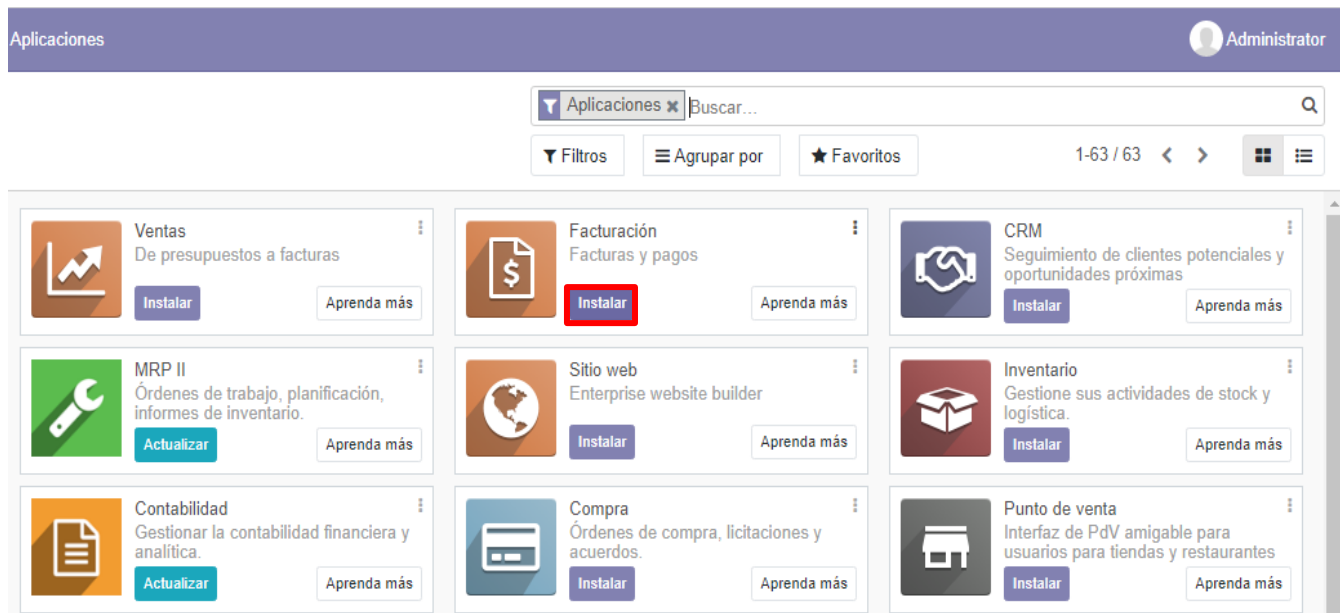 Aplicaciones
Administrator
Aplicaciones
Buscar...
Filtros
Agrupar por
Favoritos
1-63 / 63
Ventas
De presupuestos a facturas
Instalar
Aprenda más
Facturación
Facturas y pagos
Instalar
Aprenda más
CRM
Seguimiento de clientes potenciales y
oportunidades próximas
Instalar
Aprenda más
MRP II
Órdenes de trabajo, planificación,
informes de inventario.
Actualizar
Aprenda más
Sitio web
Enterprise website builder
Instalar
Aprenda más
Inventario
Gestione sus actividades de stock y
logística.
Instalar
Aprenda más
Contabilidad
Gestionar la contabilidad financiera y
analítica.
Actualizar
Aprenda más
Compra
Órdenes de compra, licitaciones y
acuerdos.
Instalar
Aprenda más
Punto de venta
Interfaz de PdV amigable para
usuarios para tiendas y restaurantes
Instalar
Aprenda más